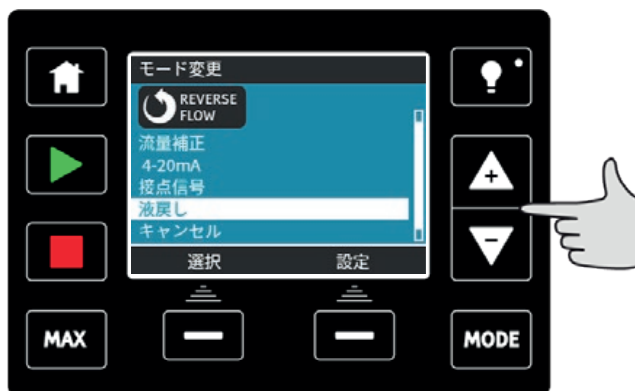 モード変更
REVERSE
FLOW
流量補正
4-20mA
接点信号
液戻し
キャンセル
選択 設定
+
-
MAX
MODE